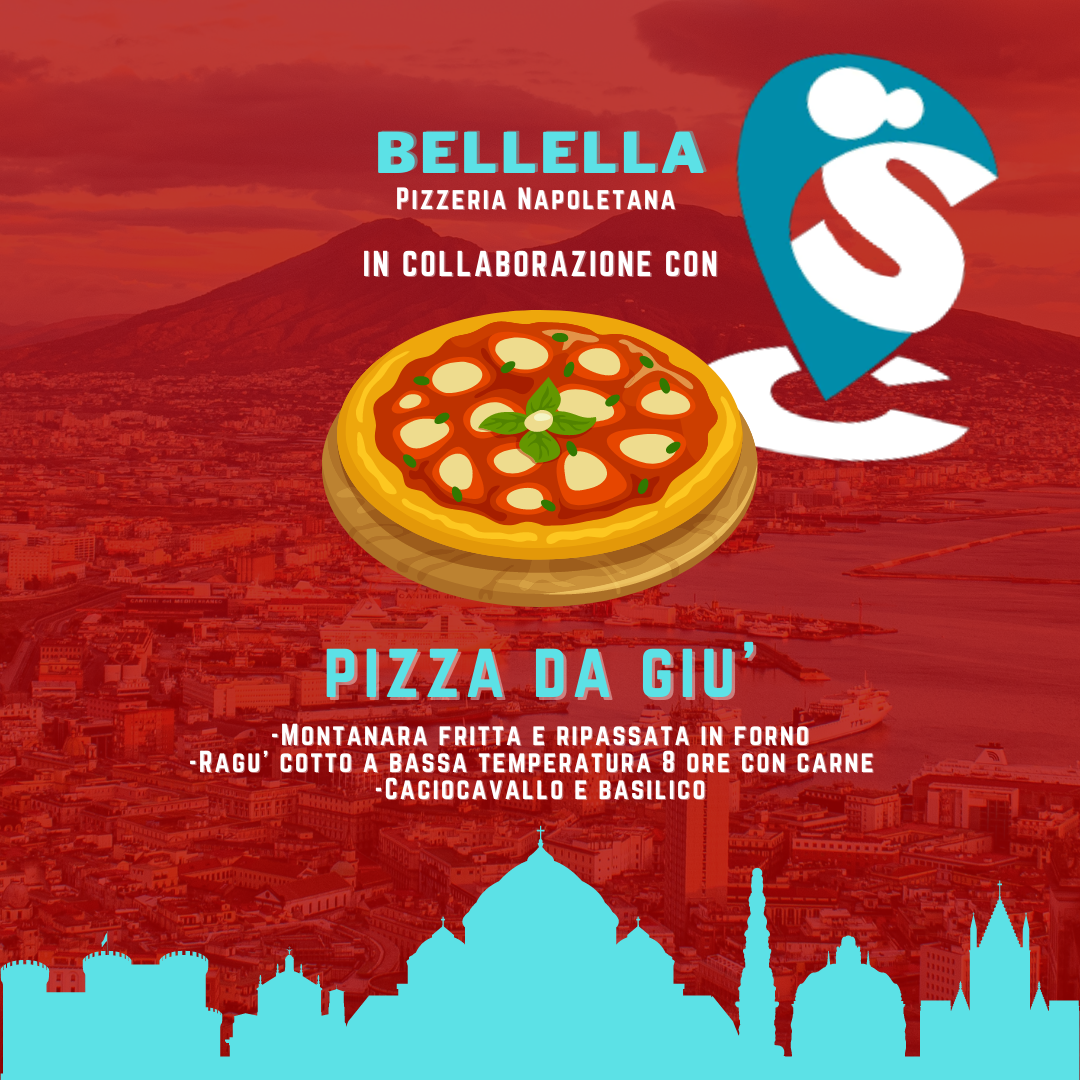 BELLELLA
Pizzeria Napoletana
IN COLLABORAZIONE CON
S
C
PIZZA DA GIU'
-Montanara fritta e ripassata in forno
-Ragu' cotto a bassa temperatura 8 ore con carne
-Caciocavallo e basilico